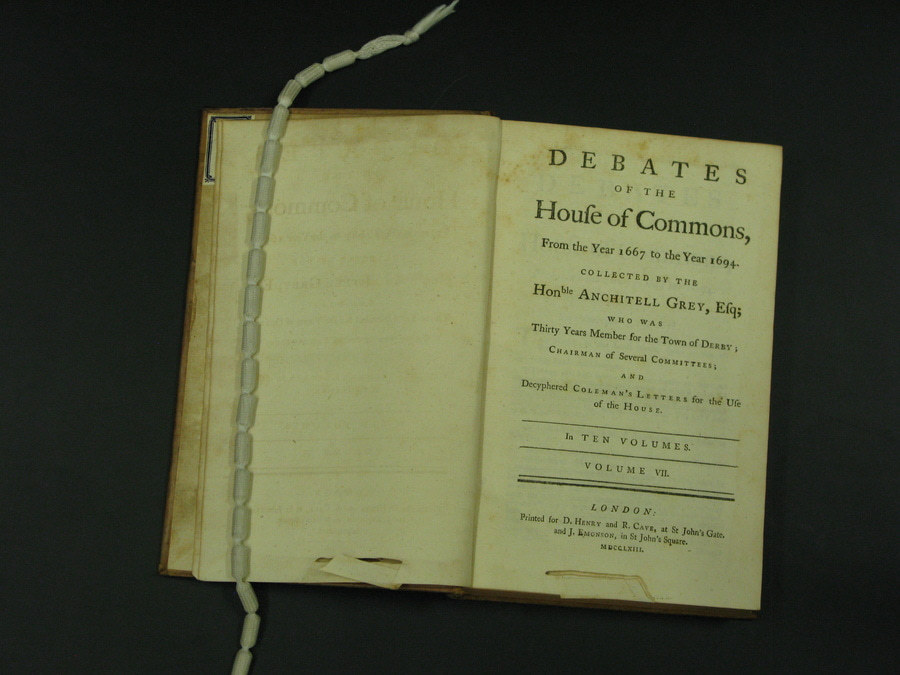 DEBATES
OF THE
Houſe of Commons,
From the Year 1667 to the Year 1694.
COLLECTED BY THE
Honble ANCHITELL GREY, Eſq;
WHO WAS
Thirty Years Member for the Town of DERBY;
CHAIRMAN of Several COMMITTEES;
AND
Decyphered COLEMAN's LETTERS for the Uſe
of the HOUSE.
In TEN VOLUMES.
VOLUME VII.
LONDON:
Printed for D. HENRY and R. CAVE, at St John's Gate,
and J. EMONSON, in St John's Square.
MDCCLXIII.